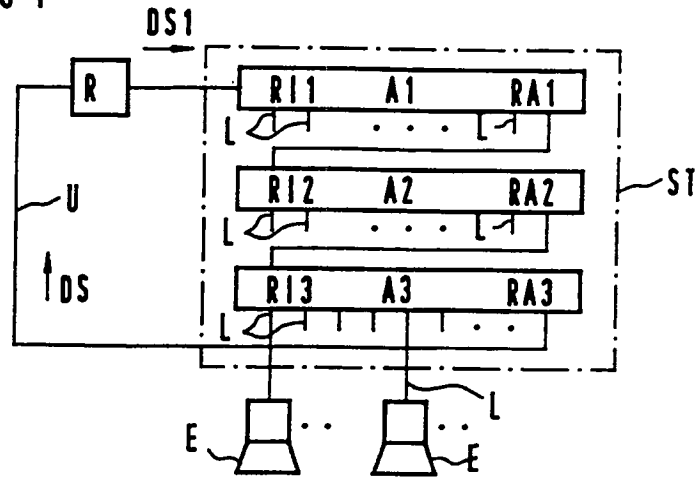 DS1
R
RI1 A1 RA1
L L
ST
RI2 A2 RA2
U
L L
DS
RI3 A3 RA3
L
L
E E